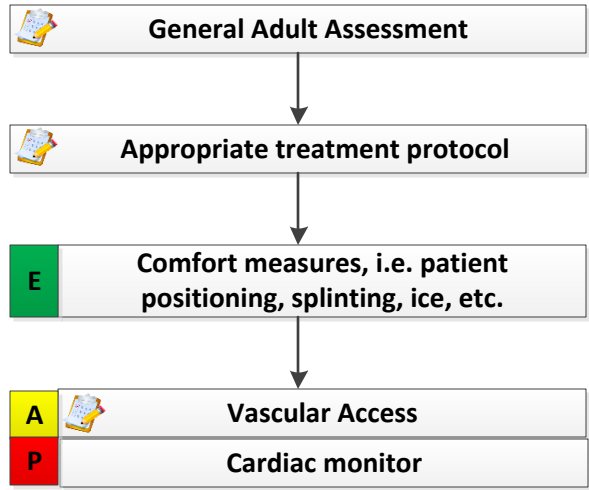 General Adult Assessment
Appropriate treatment protocol
E
Comfort measures, i.e. patient
positioning, splinting, ice, etc.
A
Vascular Access
P
Cardiac monitor